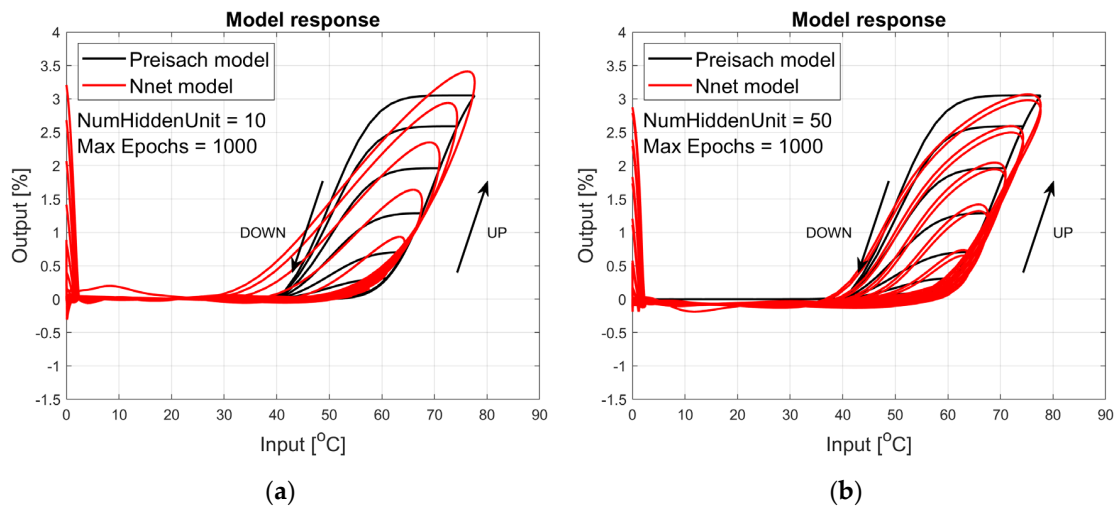 Model response
4
3.5
3
2.5
2
1.5
1
0.5
0
-0.5
-1
-1.5
Output [%]
Preisach model
Nnet model
NumHiddenUnit = 10
Max Epochs = 1000
DOWN
UP
0 10 20 30 40 50 60 70 80 90
Input [°C]
(a)
Model response
4
3.5
3
2.5
2
1.5
1
0.5
0
-0.5
-1
-1.5
Output [%]
Preisach model
Nnet model
NumHiddenUnit = 50
Max Epochs = 1000
DOWN
UP
0 10 20 30 40 50 60 70 80 90
Input [°C]
(b)